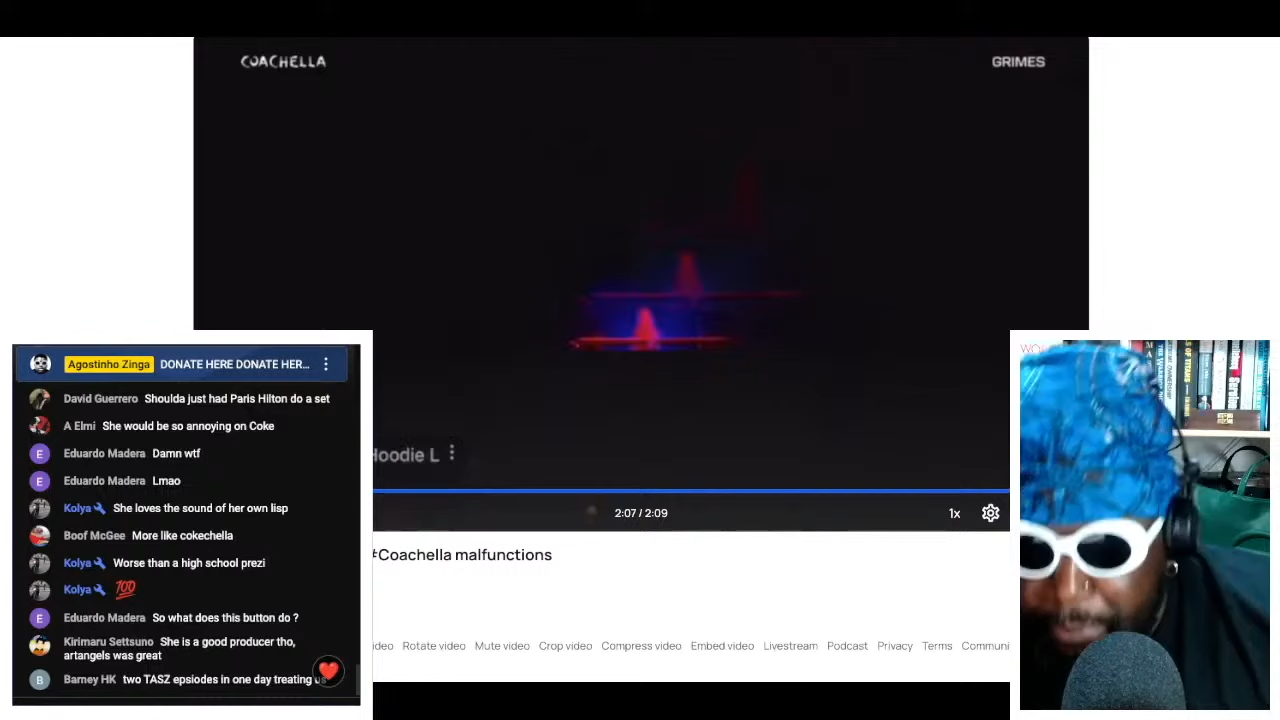 COACHELLA
GRIMES
Hoodie L
2:07 / 2:09
1x
#Coachella malfunctions
Rotate video
Mute video
Crop video
Compress video
Embed video
Livestream
Podcast
Privacy
Terms
Agostinho Zinga DONATE HERE DONATE HER...
David Guerrero Shoulda just had Paris Hilton do a set
A Elmi She would be so annoying on Coke
Eduardo Madera Damn wtf
Eduardo Madera Lmao
Kolya She loves the sound of her own lisp
Boof McGee More like cokechella
Kolya Worse than a high school prezi
Kolya 💯
Eduardo Madera So what does this button do ?
Kirimaru Settsuno She is a good producer tho,
artangels was great
Barney HK two TASZ epsiodes in one day treating us